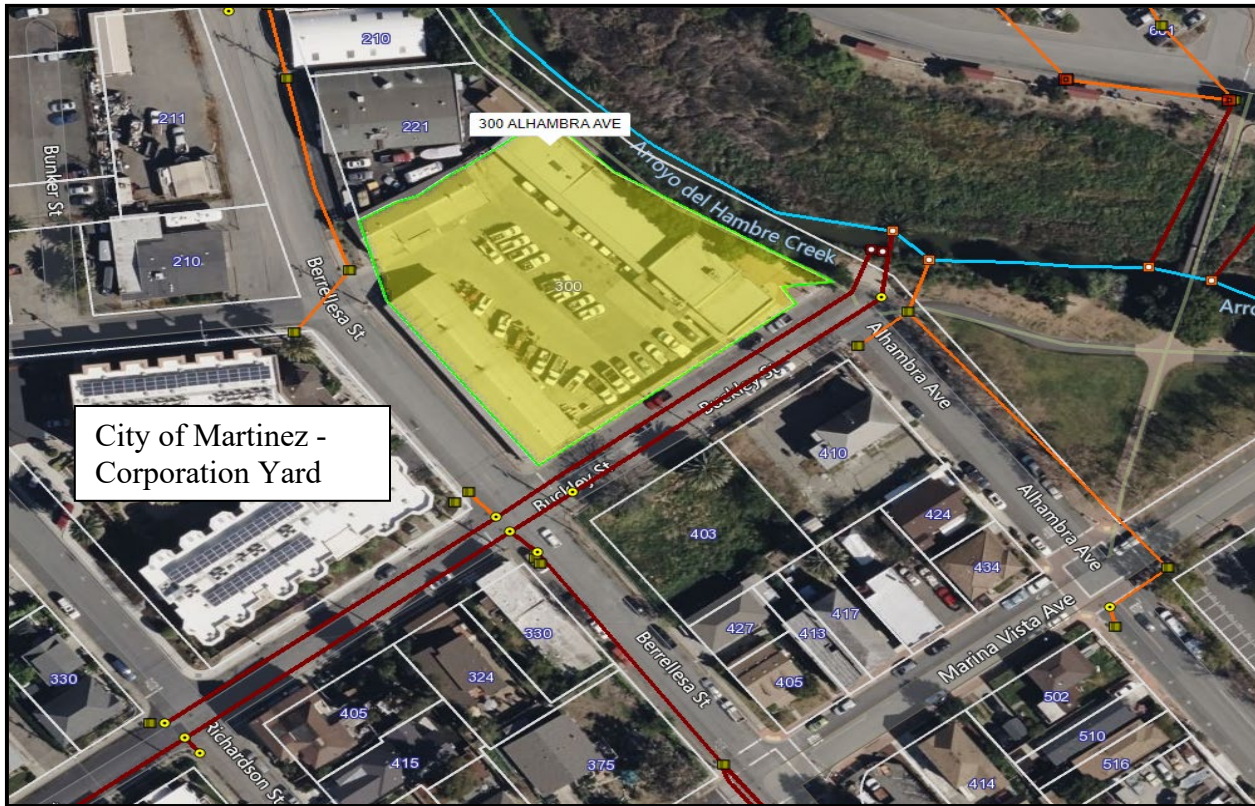 601
210
211
221
300 ALHAMBRA AVE
Bunker St
Arroyo del Hambre Creek
210
Berrellesa St
300
Arro
Alhambra Ave
Buckley St
City of Martinez -
Corporation Yard
410
Buckley St
Alhambra Ave
403
424
434
417
427
413
330
Marina Vista Ave
405
Berrellesa St
324
330
502
405
510
Richardson St
415
375
414
516